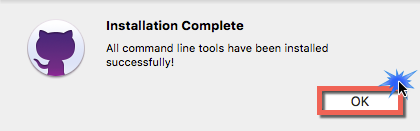 Installation Complete
All command line tools have been installed
successfully!
OK